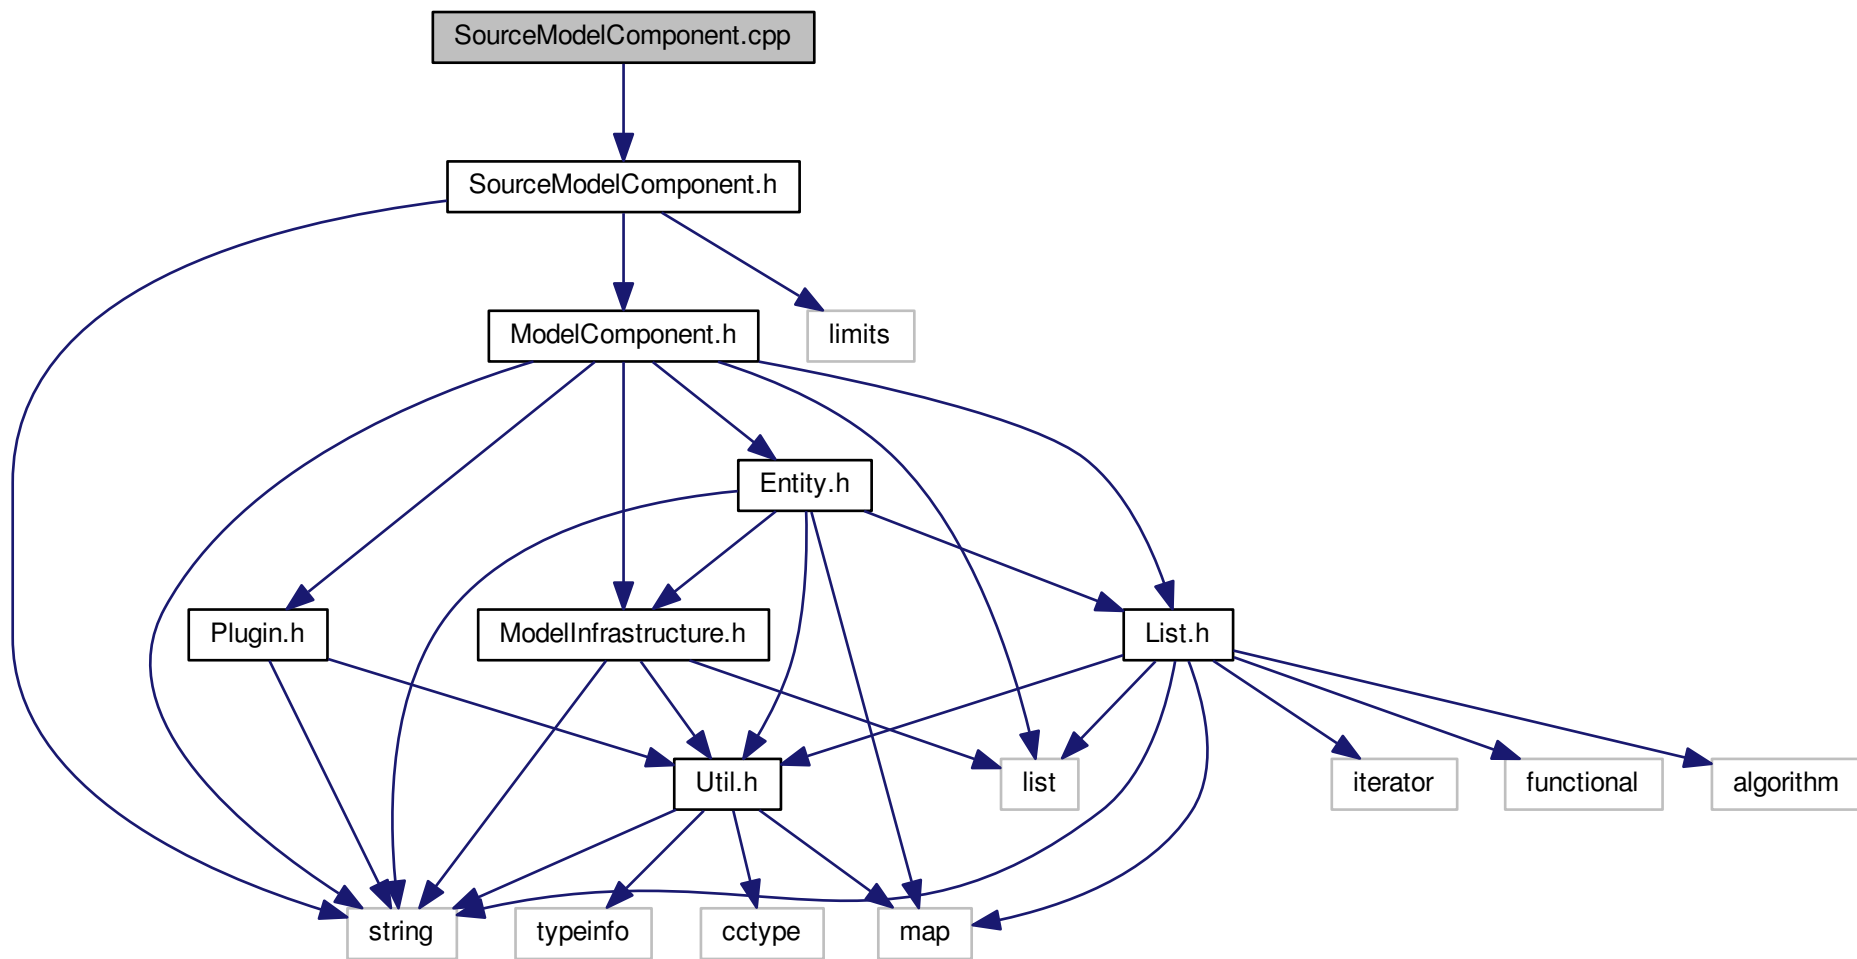 SourceModelComponent.cpp
SourceModelComponent.h
ModelComponent.h
limits
Entity.h
Plugin.h
ModelInfrastructure.h
List.h
Util.h
list
iterator
functional
algorithm
string
typeinfo
cctype
map